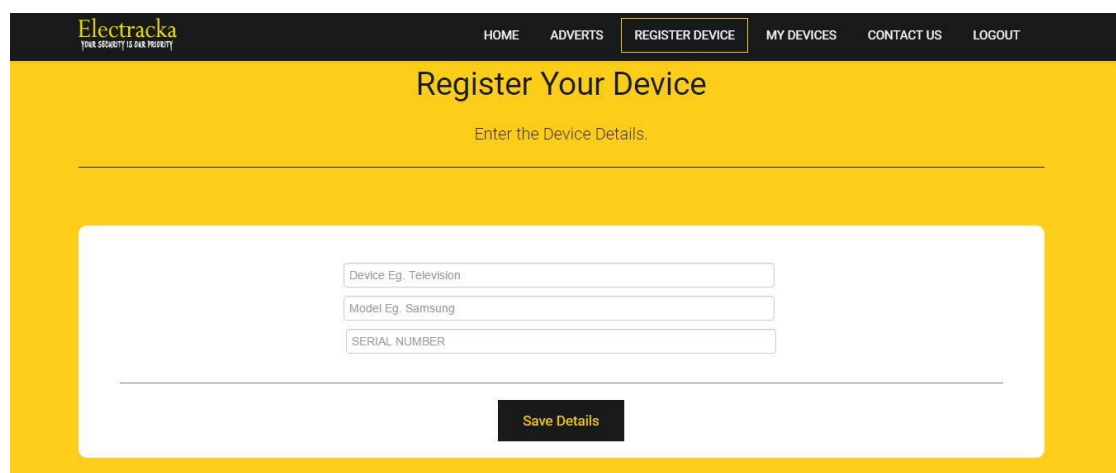 Electracka
YOUR SECURITY IS OUR PRIORITY
HOME ADVERTS REGISTER DEVICE MY DEVICES CONTACT US LOGOUT
Register Your Device
Enter the Device Details.
Device Eg. Television
Model Eg. Samsung
SERIAL NUMBER
Save Details